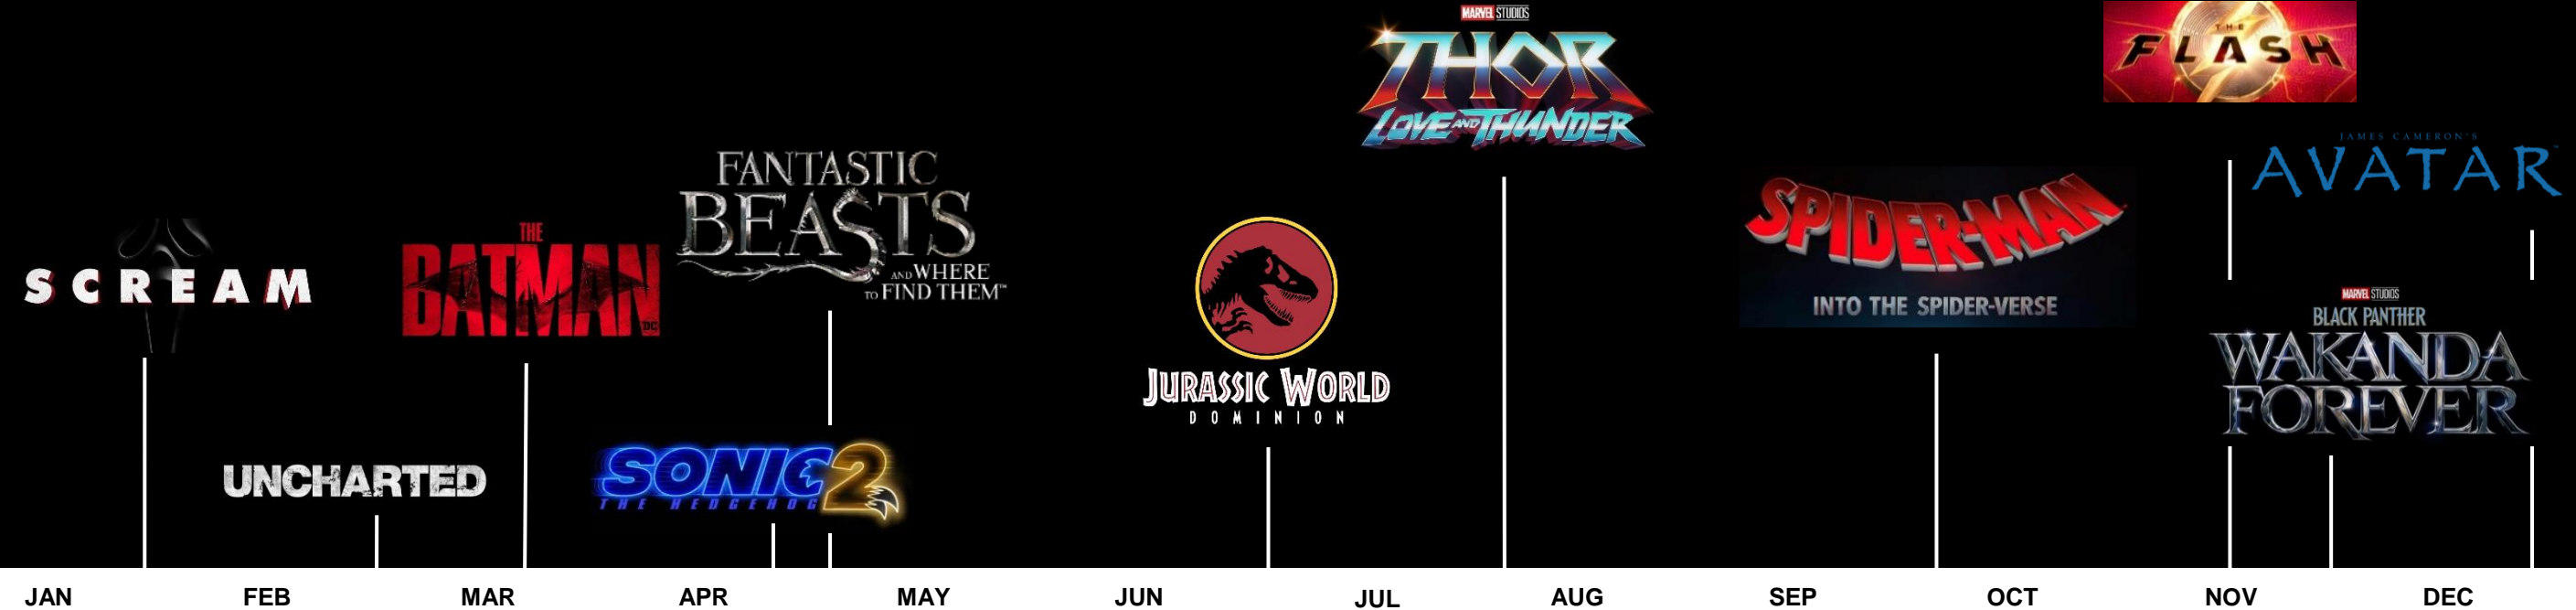 SCREAM
UNCHARTED
THE
BATMAN
DC
FANTASTIC
BEASTS
AND WHERE
TO FIND THEM™
SONIC 2
THE HEDGEHOG
JURASSIC WORLD
DOMINION
MARVEL STUDIOS
THOR
LOVE AND THUNDER
SPIDER-MAN
INTO THE SPIDER-VERSE
THE
FLASH
JAMES CAMERON'S
AVATAR™
MARVEL STUDIOS
BLACK PANTHER
WAKANDA
FOREVER
JAN FEB MAR APR MAY JUN JUL AUG SEP OCT NOV DEC